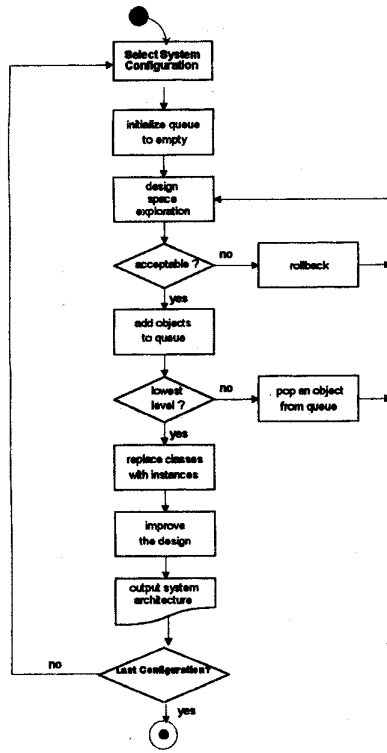 Select System
Configuration
initialize queue
to empty
design
space
exploration
acceptable ?
no
rollback
yes
add objects
to queue
lowest
level ?
no
pop an object
from queue
yes
replace classes
with instances
improve
the design
output system
architecture
no
Last Configuration?
yes